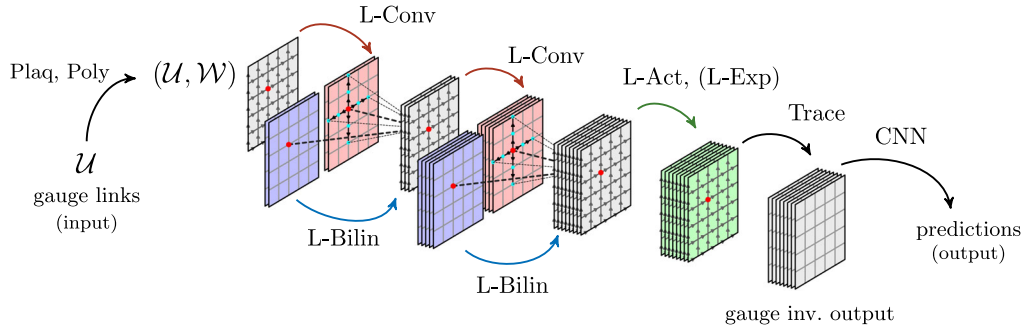 L-Conv
Plaq, Poly
(𝒰, 𝒲)
L-Conv
L-Act, (L-Exp)
Trace
CNN
𝒰
gauge links
(input)
L-Bilin
L-Bilin
predictions
(output)
gauge inv. output